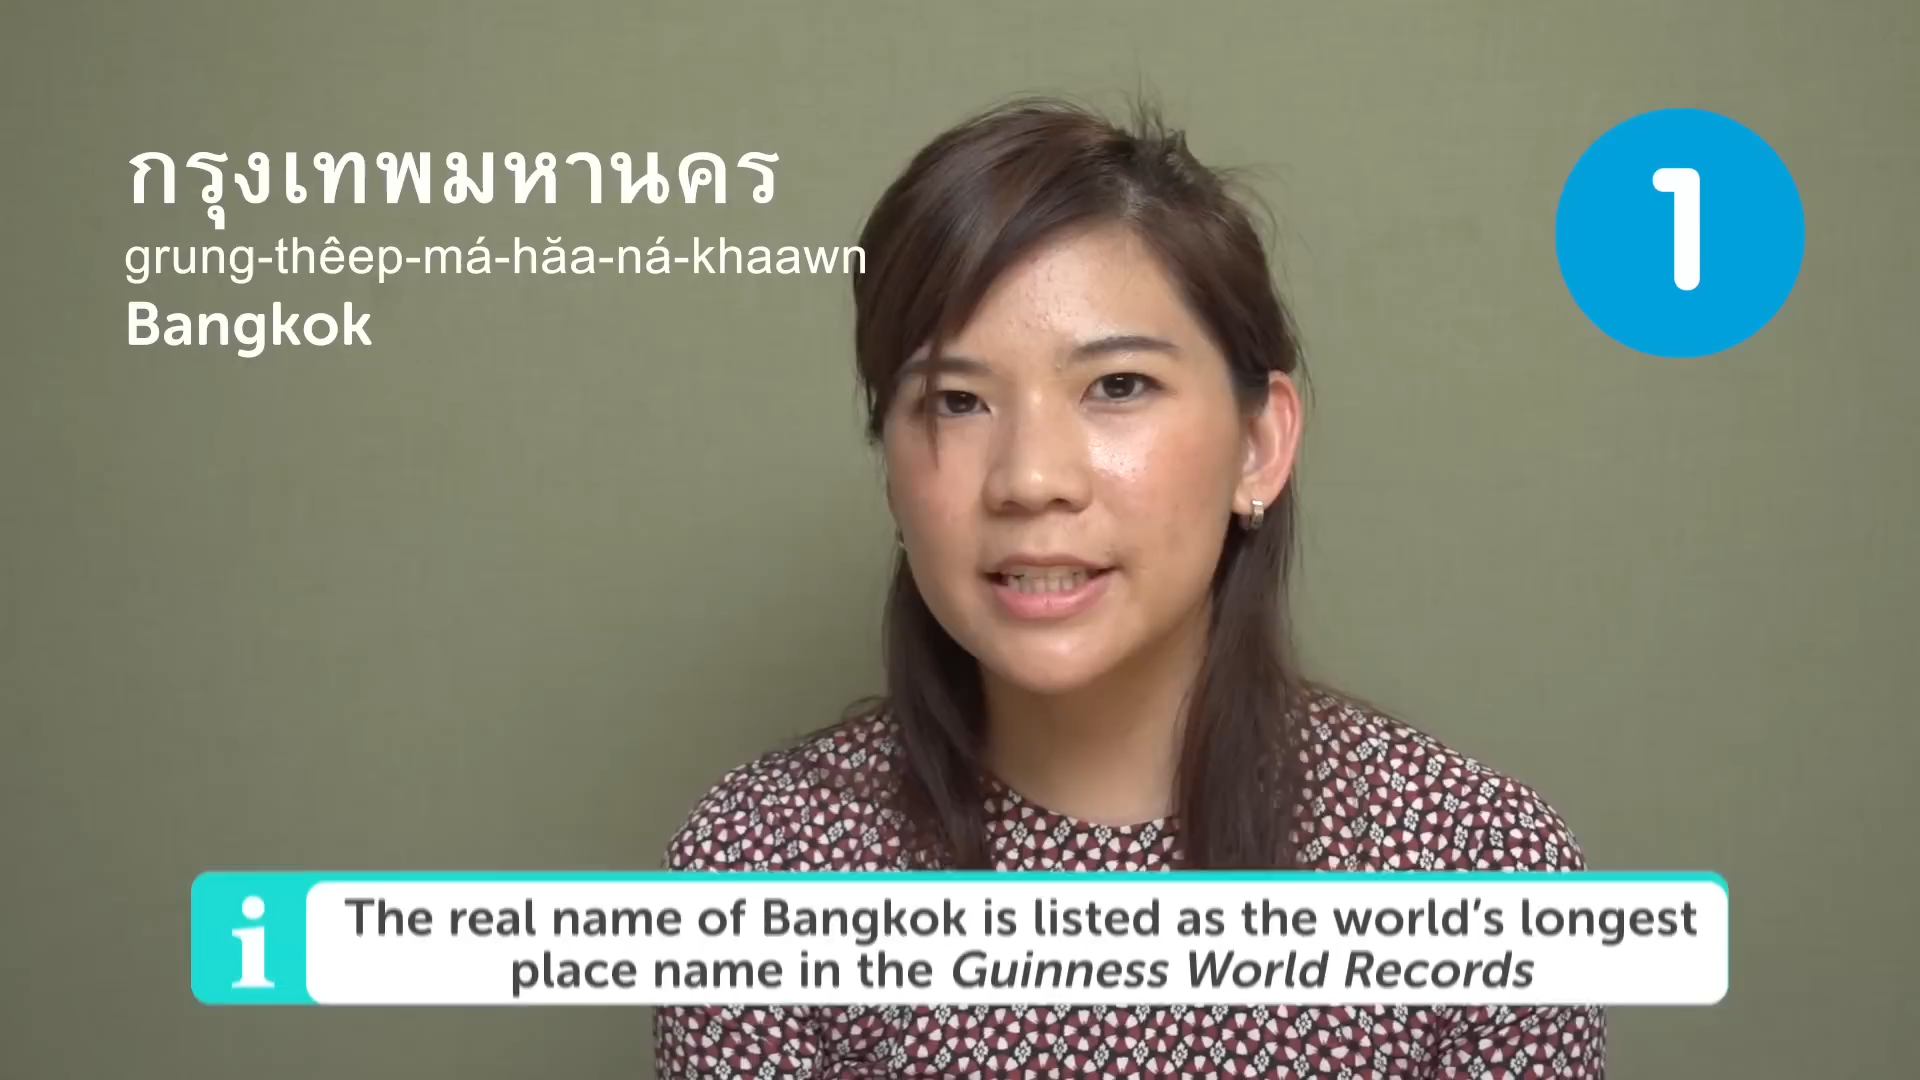 กรุงเทพมหานคร
grung-thêep-má-hăa-ná-khaawn
Bangkok
1
i
The real name of Bangkok is listed as the world's longest
place name in the Guinness World Records